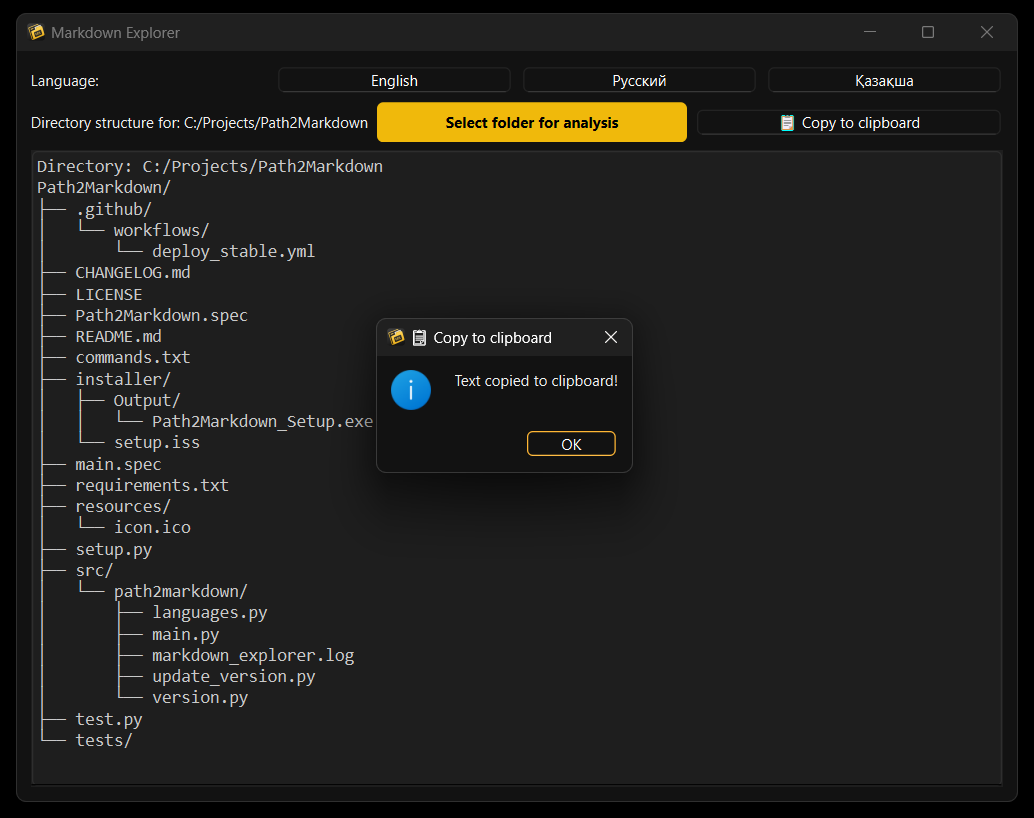 Markdown Explorer
Language: English Русский Қазақша
Directory structure for: C:/Projects/Path2Markdown Select folder for analysis 📋 Copy to clipboard
Directory: C:/Projects/Path2Markdown
Path2Markdown/
├── .github/
│   └── workflows/
│       └── deploy_stable.yml
├── CHANGELOG.md
├── LICENSE
├── Path2Markdown.spec
├── README.md
├── commands.txt
├── installer/
│   ├── Output/
│   │   └── Path2Markdown_Setup.exe
│   └── setup.iss
├── main.spec
├── requirements.txt
├── resources/
│   └── icon.ico
├── setup.py
├── src/
│   └── path2markdown/
│       ├── languages.py
│       ├── main.py
│       ├── markdown_explorer.log
│       ├── update_version.py
│       └── version.py
├── test.py
└── tests/
📋 Copy to clipboard
Text copied to clipboard!
OK